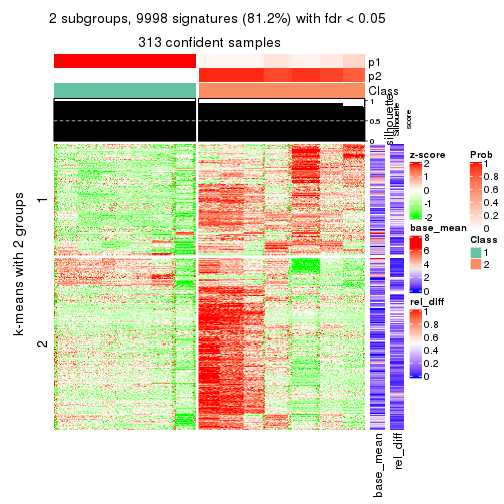 2 subgroups, 9998 signatures (81.2%) with fdr < 0.05
313 confident samples
p1
p2
Class
1
0.5
0
silhouette
Silhouette
score
k-means with 2 groups
1
2
base_mean
rel_diff
z-score
2
1
0
-1
-2
base_mean
8
6
4
2
0
rel_diff
1
0.8
0.6
0.4
0.2
0
Prob
1
0.8
0.6
0.4
0.2
0
Class
1
2